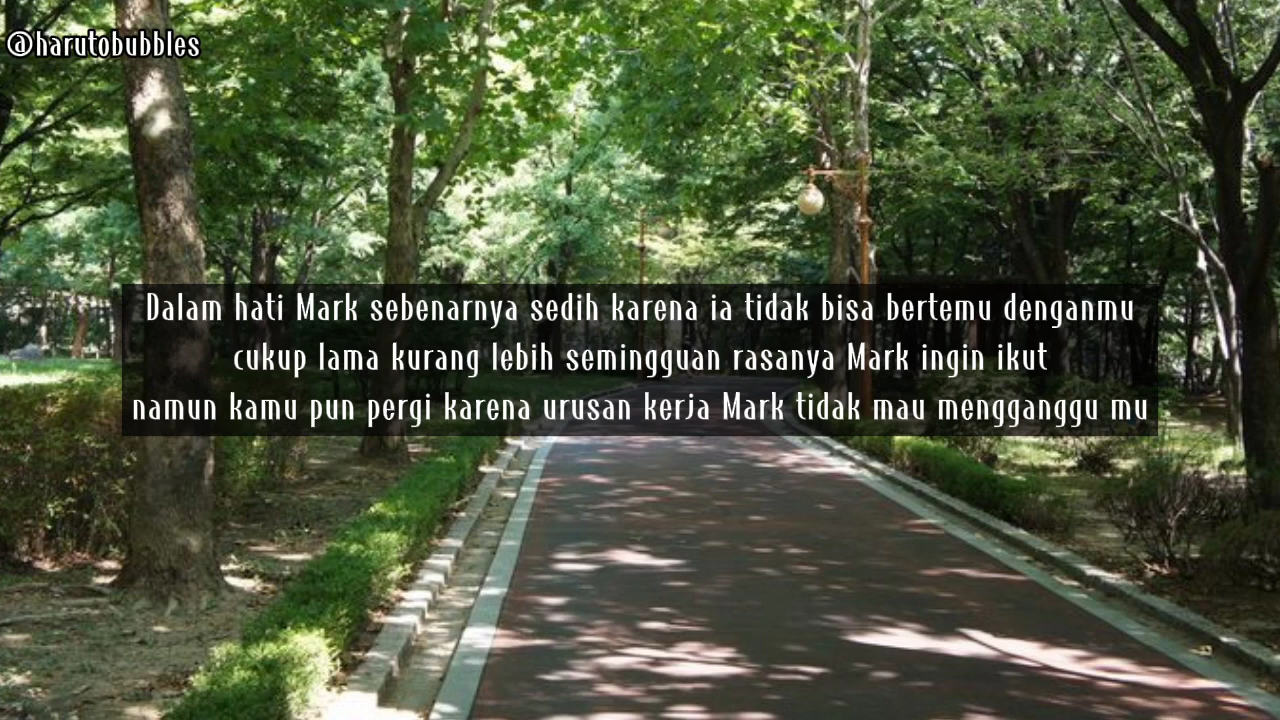 @harutobubbles
Dalam hati Mark sebenarnya sedih karena ia tidak bisa bertemu denganmu
cukup lama kurang lebih semingguan rasanya Mark ingin ikut
namun kamu pun pergi karena urusan kerja Mark tidak mau mengganggu mu